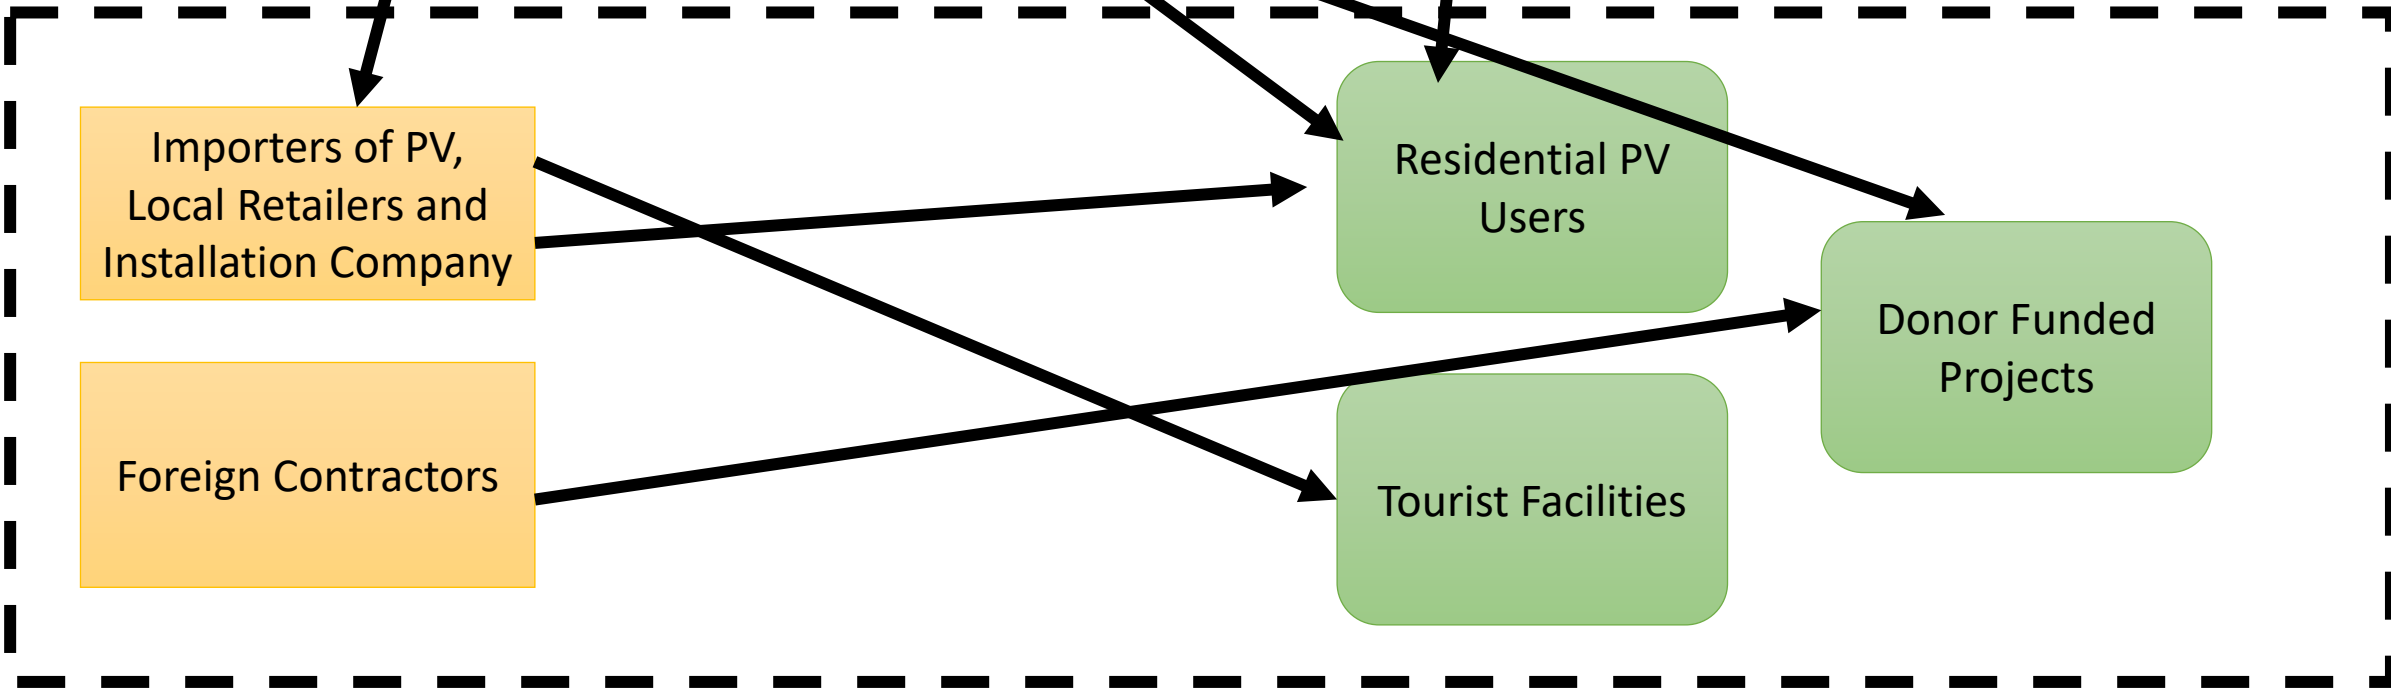 Importers of PV,
Local Retailers and
Installation Company
Residential PV
Users
Donor Funded
Projects
Foreign Contractors
Tourist Facilities